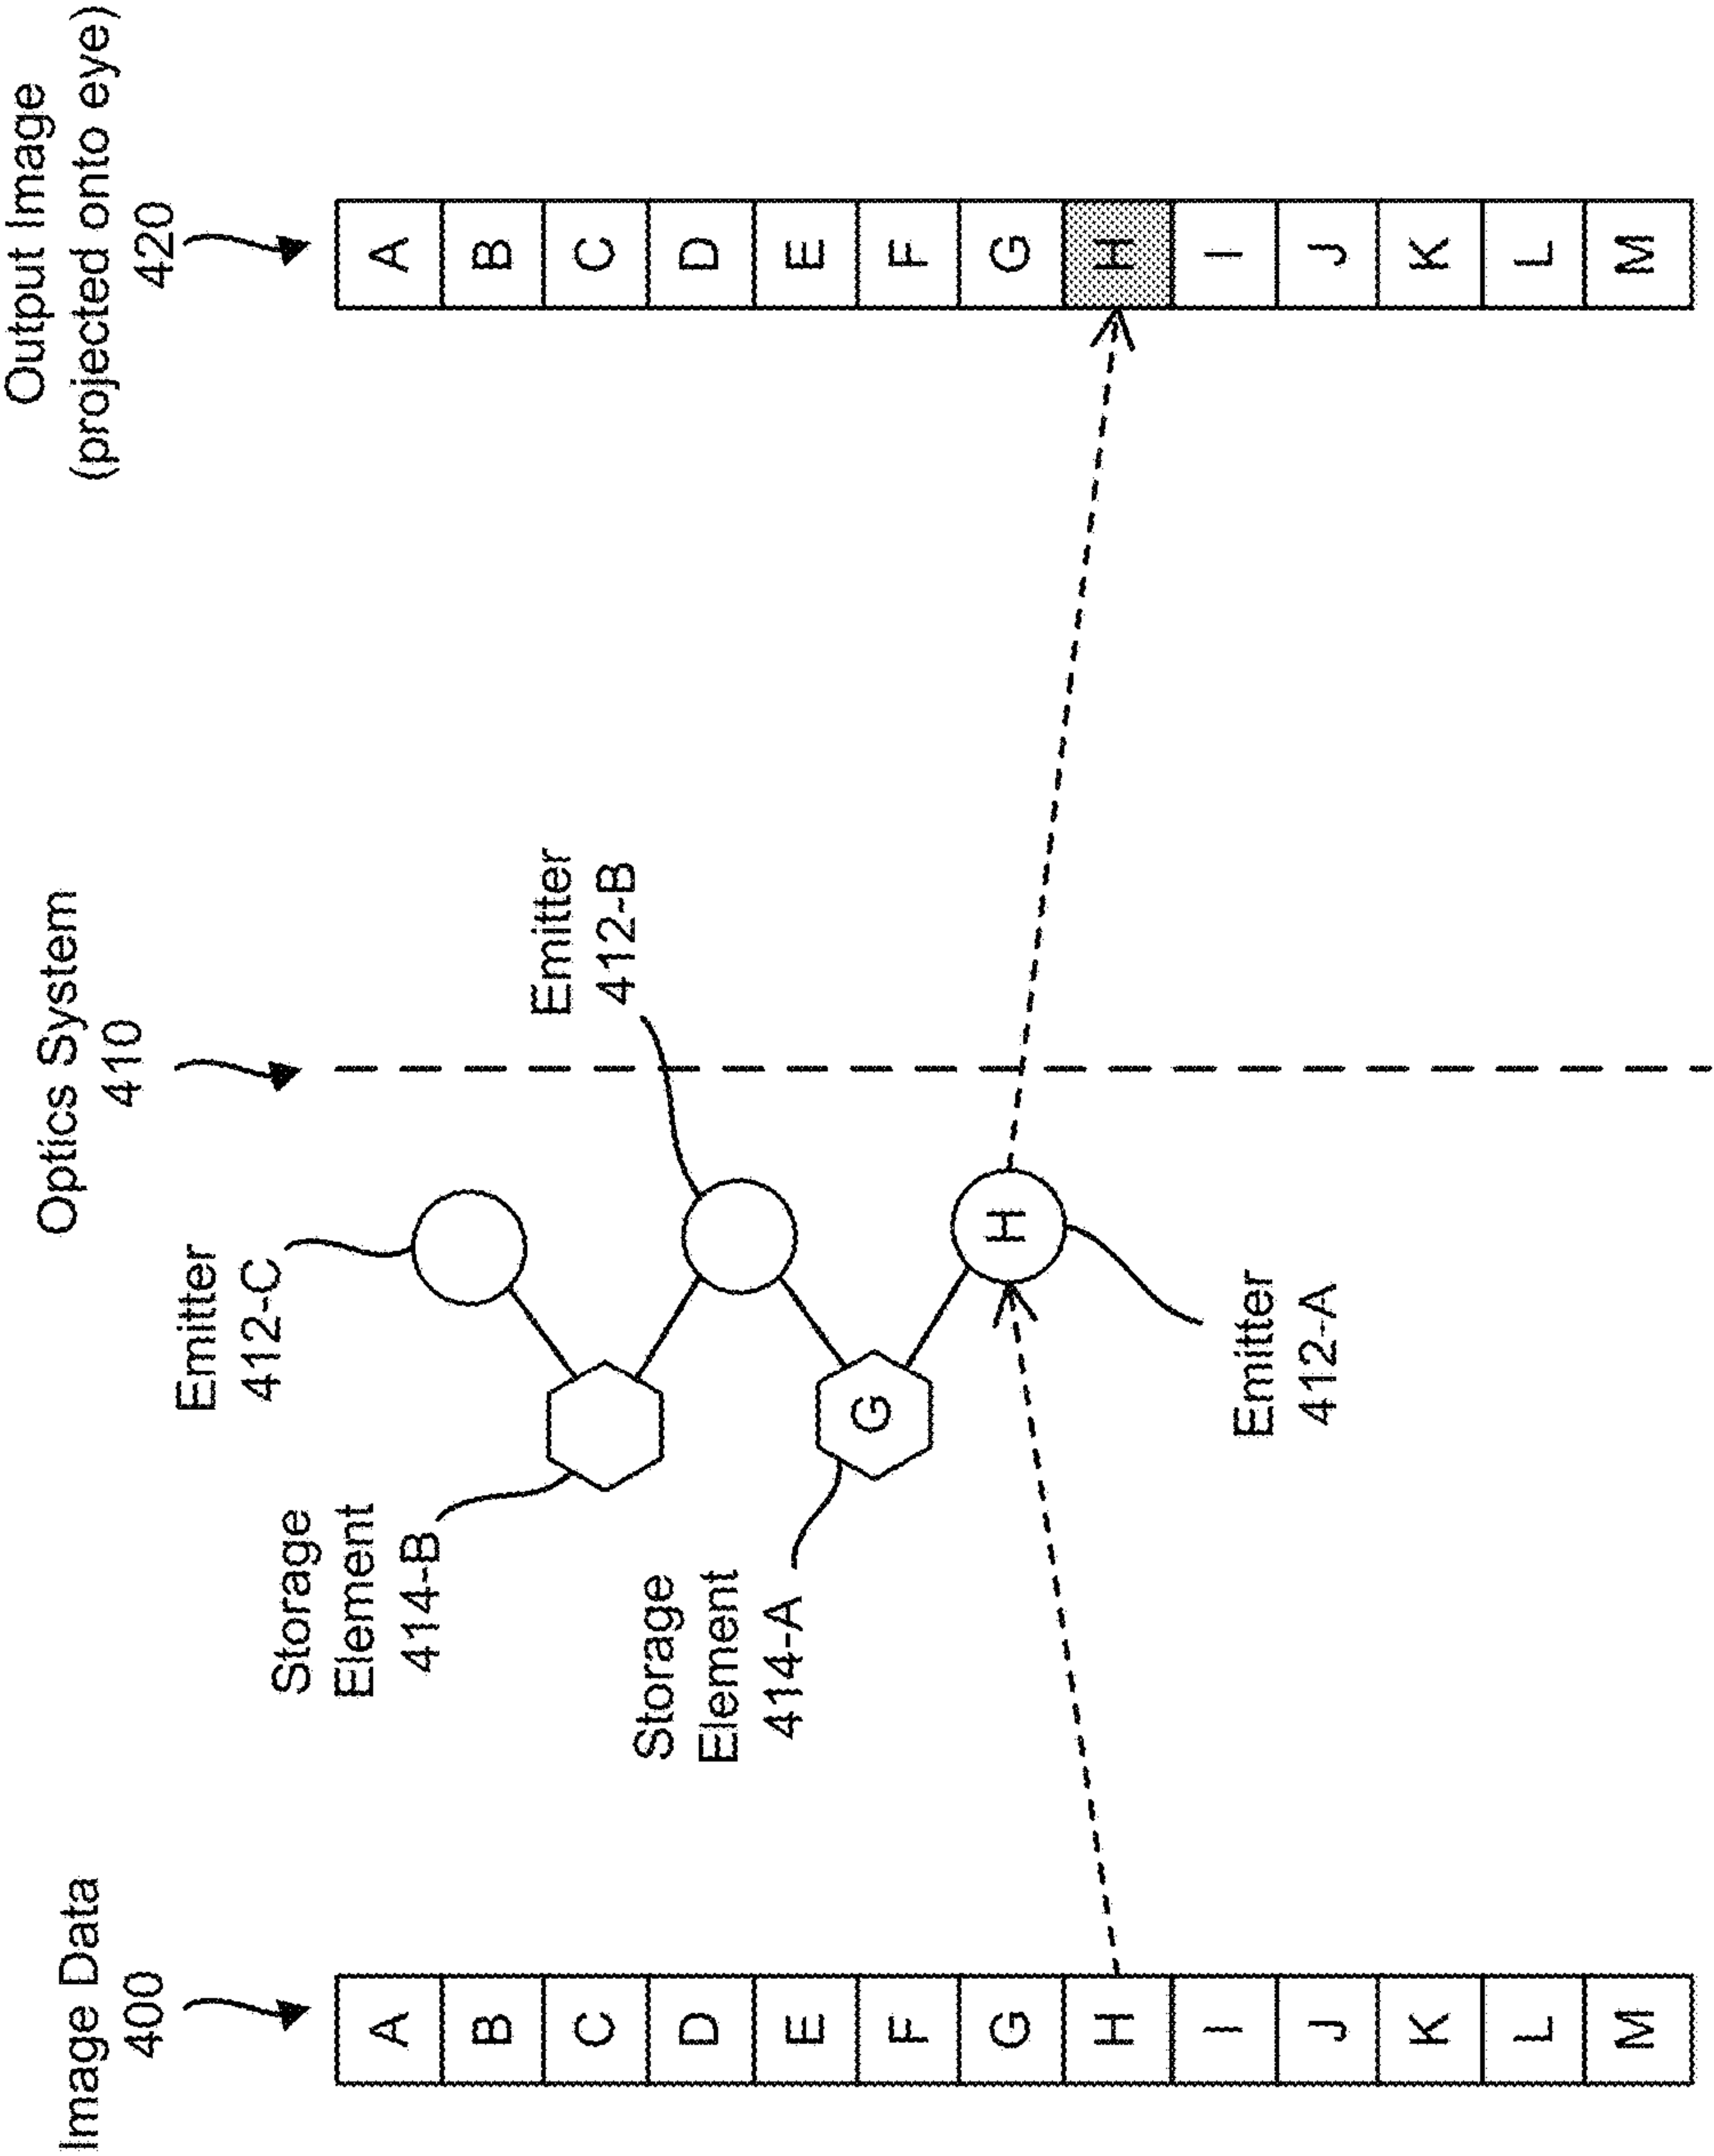 Image Data
400
Optics System
410
Output Image
(projected onto eye)
420
A
B
C
D
E
F
G
H
I
J
K
L
M
Storage
Element
414-B
Emitter
412-C
Storage
Element
414-A
G
Emitter
412-B
H
Emitter
412-A
A
B
C
D
E
F
G
H
I
J
K
L
M